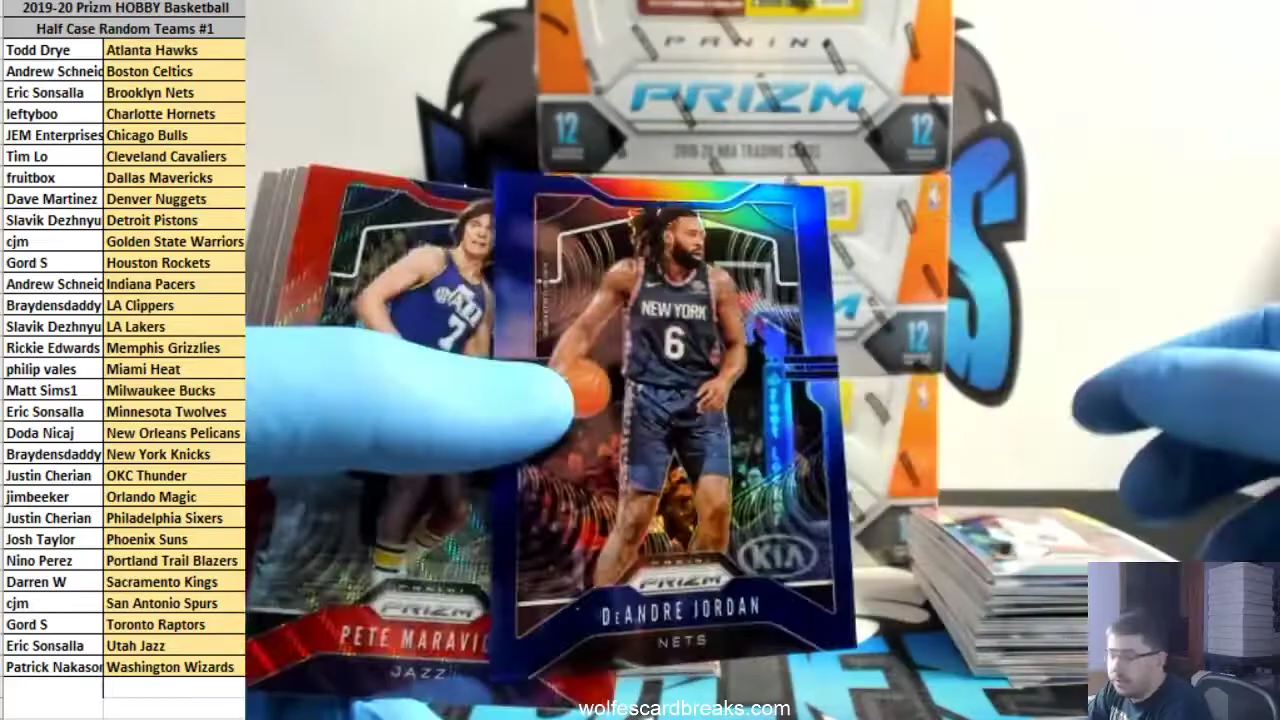 2019-20 Prizm HOBBY Basketball
Half Case Random Teams #1
Todd Drye Atlanta Hawks
Andrew Schneid Boston Celtics
Eric Sonsalla Brooklyn Nets
leftyboo Charlotte Hornets
JEM Enterprises Chicago Bulls
Tim Lo Cleveland Cavaliers
fruitbox Dallas Mavericks
Dave Martinez Denver Nuggets
Slavik Dezhnyu Detroit Pistons
cjm Golden State Warriors
Gord S Houston Rockets
Andrew Schneid Indiana Pacers
Braydensdaddy LA Clippers
Slavik Dezhnyu LA Lakers
Rickie Edwards Memphis Grizzlies
philip vales Miami Heat
Matt Sims1 Milwaukee Bucks
Eric Sonsalla Minnesota Twolves
Doda Nicaj New Orleans Pelicans
Braydensdaddy New York Knicks
Justin Cherian OKC Thunder
jimbeeker Orlando Magic
Justin Cherian Philadelphia Sixers
Josh Taylor Phoenix Suns
Nino Perez Portland Trail Blazers
Darren W Sacramento Kings
cjm San Antonio Spurs
Gord S Toronto Raptors
Eric Sonsalla Utah Jazz
Patrick Nakason Washington Wizards
PANINI
PRIZM
12 12
2019-20 NBA TRADING CARDS
12
7
NEW YORK
6
KIA
PRIZM
DEANDRE JORDAN
NETS
PRIZM
PETE MARAVIC
JAZZ
wolfescardbreaks.com